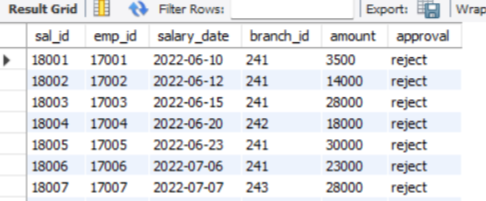 Result Grid Filter Rows: Export: Wrap
sal_id emp_id salary_date branch_id amount approval
18001 17001 2022-06-10 241 3500 reject
18002 17002 2022-06-12 241 14000 reject
18003 17003 2022-06-15 241 28000 reject
18004 17004 2022-06-20 242 18000 reject
18005 17005 2022-06-23 241 30000 reject
18006 17006 2022-07-06 241 23000 reject
18007 17007 2022-07-07 243 28000 reject